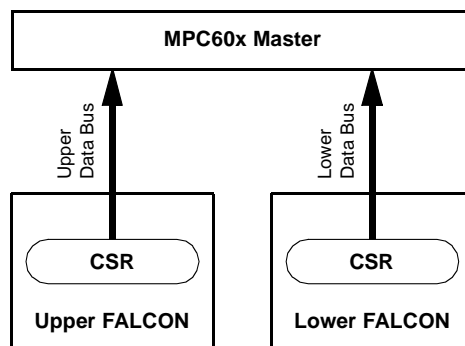 MPC60x Master
Upper
Data Bus
Lower
Data Bus
CSR
CSR
Upper FALCON
Lower FALCON